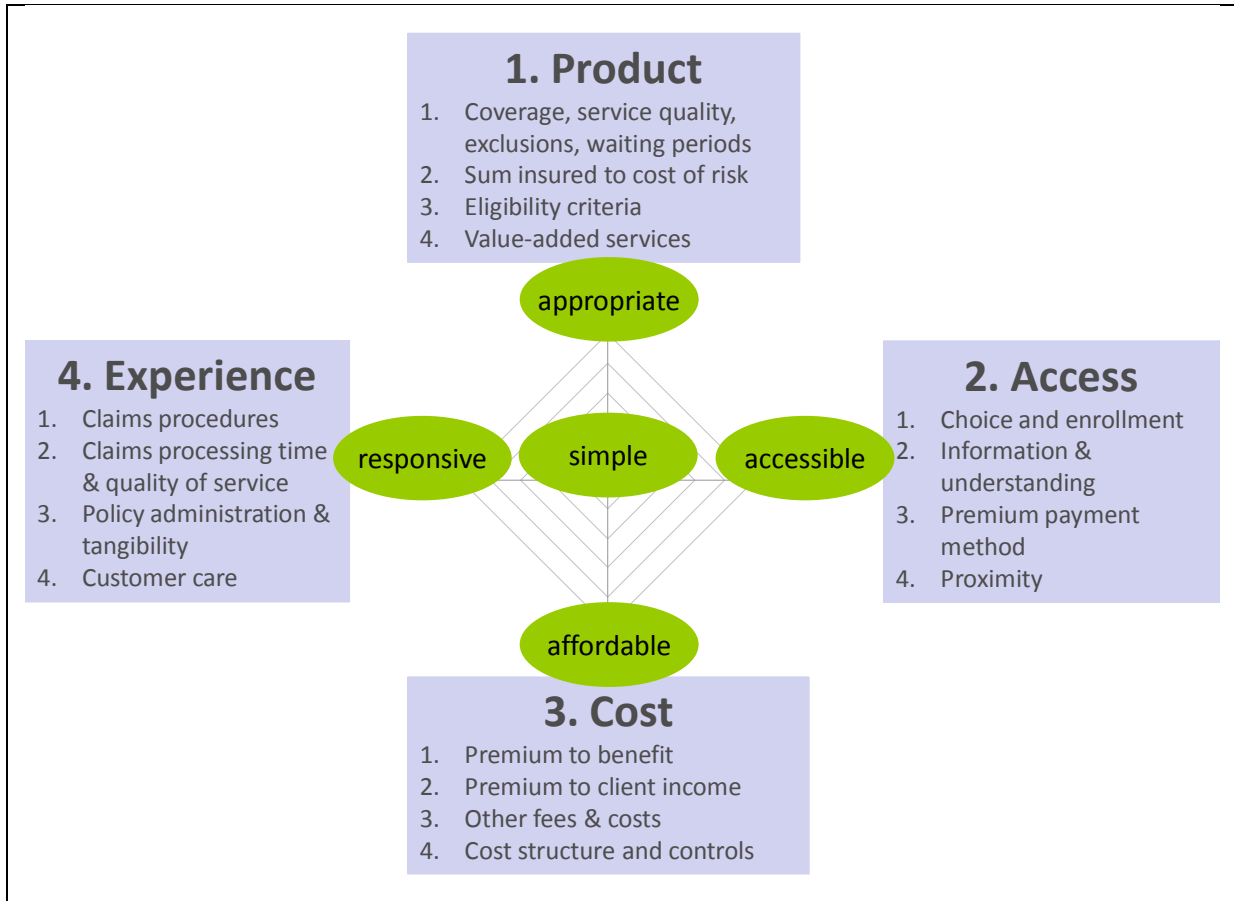 1. Product
1. Coverage, service quality,
exclusions, waiting periods
2. Sum insured to cost of risk
3. Eligibility criteria
4. Value-added services
appropriate
4. Experience
1. Claims procedures
2. Claims processing time
& quality of service
3. Policy administration &
tangibility
4. Customer care
responsive
simple
accessible
2. Access
1. Choice and enrollment
2. Information &
understanding
3. Premium payment
method
4. Proximity
affordable
3. Cost
1. Premium to benefit
2. Premium to client income
3. Other fees & costs
4. Cost structure and controls